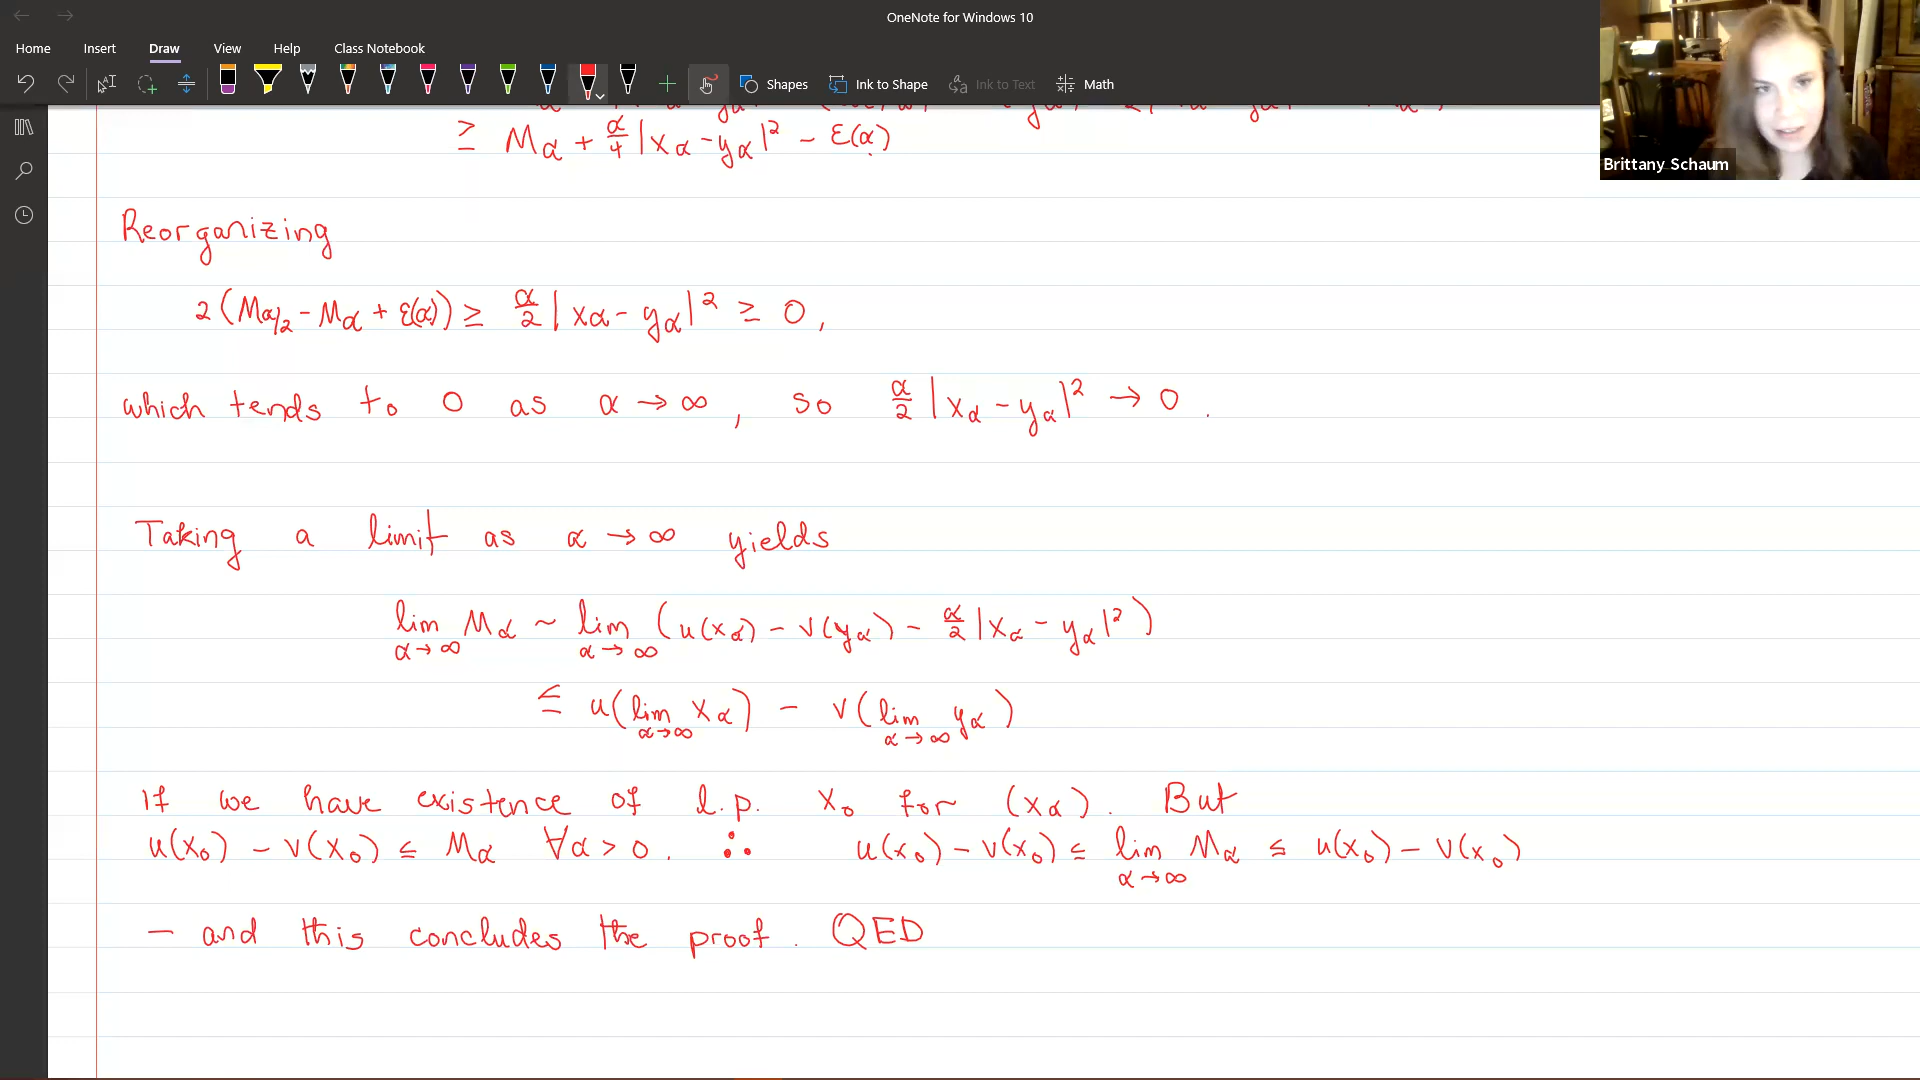 OneNote for Windows 10
Home Insert Draw View Help Class Notebook
Shapes Ink to Shape Ink to Text Math
Brittany Schaum
≥ Mα + α/4 |xα - yα|² - ε(α)
Reorganizing
2 (Mα/2 - Mα + ε(α)) ≥ α/2 |xα - yα|² ≥ 0,
which tends to 0 as α → ∞, so α/2 |xα - yα|² → 0.
Taking a limit as α → ∞ yields
lim α→∞ Mα ~ lim α→∞ (u(xα) - v(yα) - α/2 |xα - yα|²)
≤ u(lim α→∞ xα) - v(lim α→∞ yα)
If we have existence of l.p. x₀ for (xα). But
u(x₀) - v(x₀) ≤ Mα ∀α > 0. ∴ u(x₀) - v(x₀) ≤ lim α→∞ Mα ≤ u(x₀) - v(x₀)
- and this concludes the proof. QED